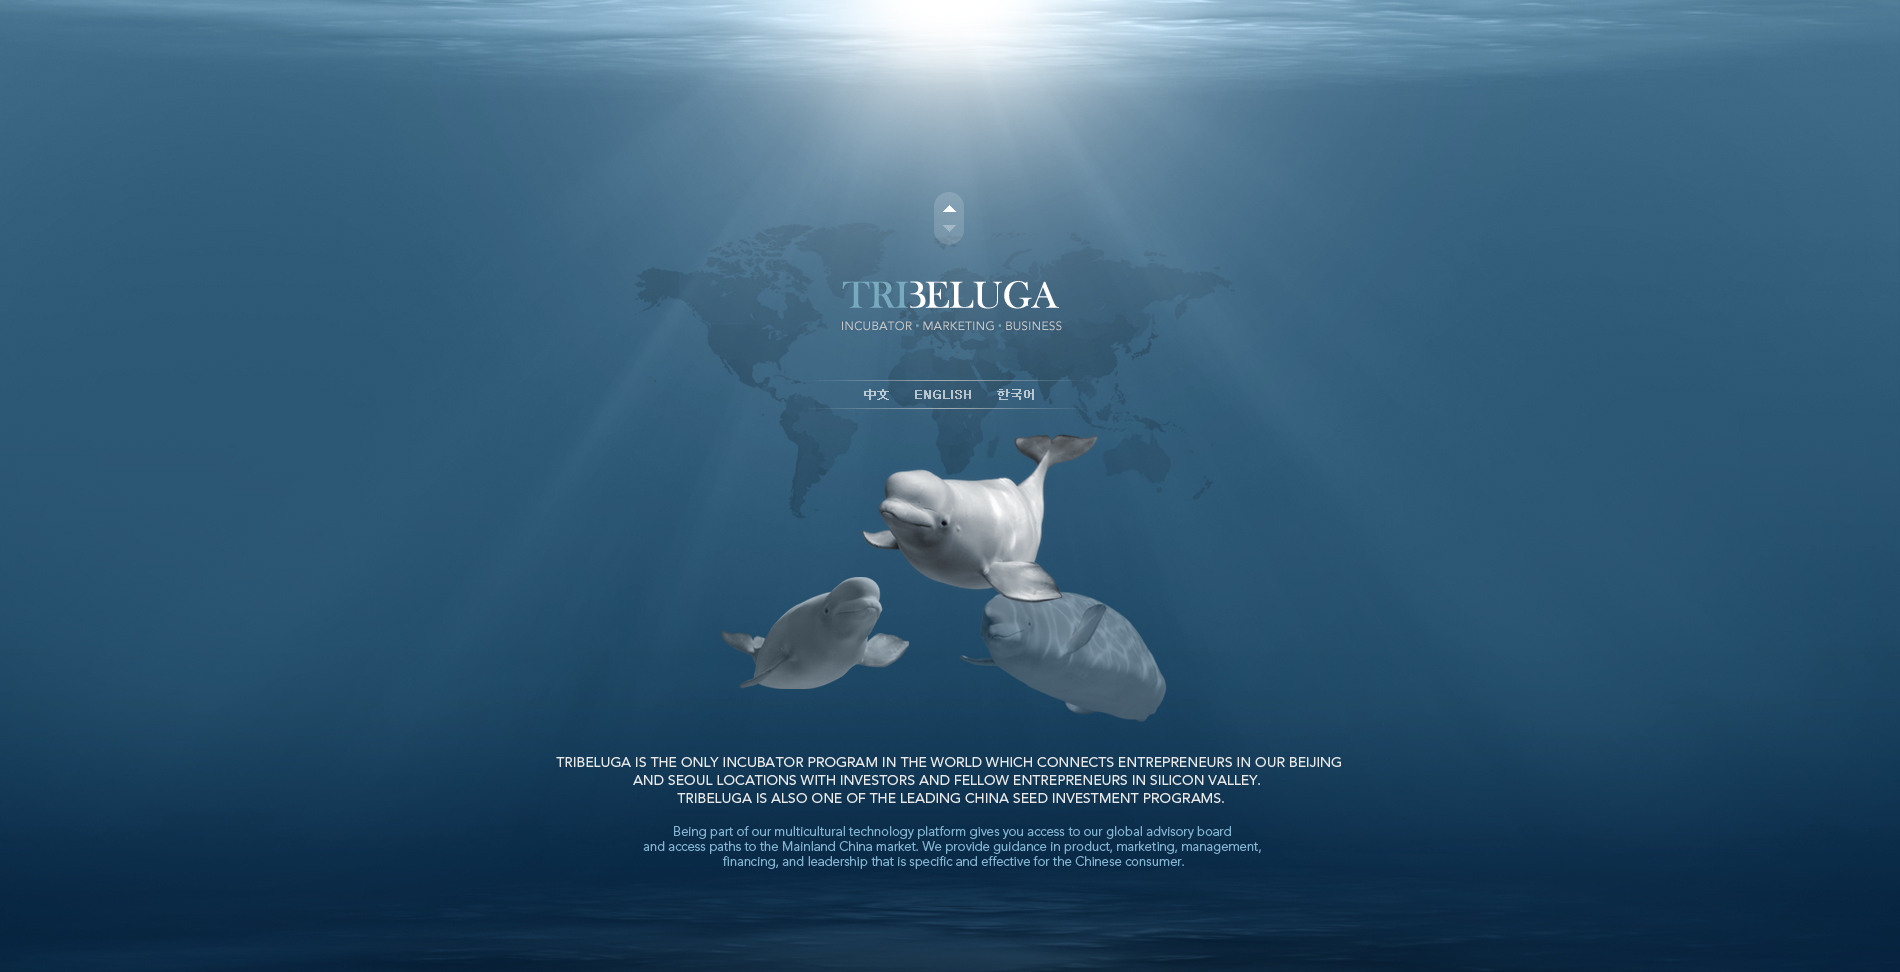 TRIBELUGA
INCUBATOR • MARKETING • BUSINESS
中文 ENGLISH 한국어
TRIBELUGA IS THE ONLY INCUBATOR PROGRAM IN THE WORLD WHICH CONNECTS ENTREPRENEURS IN OUR BEIJING
AND SEOUL LOCATIONS WITH INVESTORS AND FELLOW ENTREPRENEURS IN SILICON VALLEY.
TRIBELUGA IS ALSO ONE OF THE LEADING CHINA SEED INVESTMENT PROGRAMS.
Being part of our multicultural technology platform gives you access to our global advisory board
and access paths to the Mainland China market. We provide guidance in product, marketing, management,
financing, and leadership that is specific and effective for the Chinese consumer.